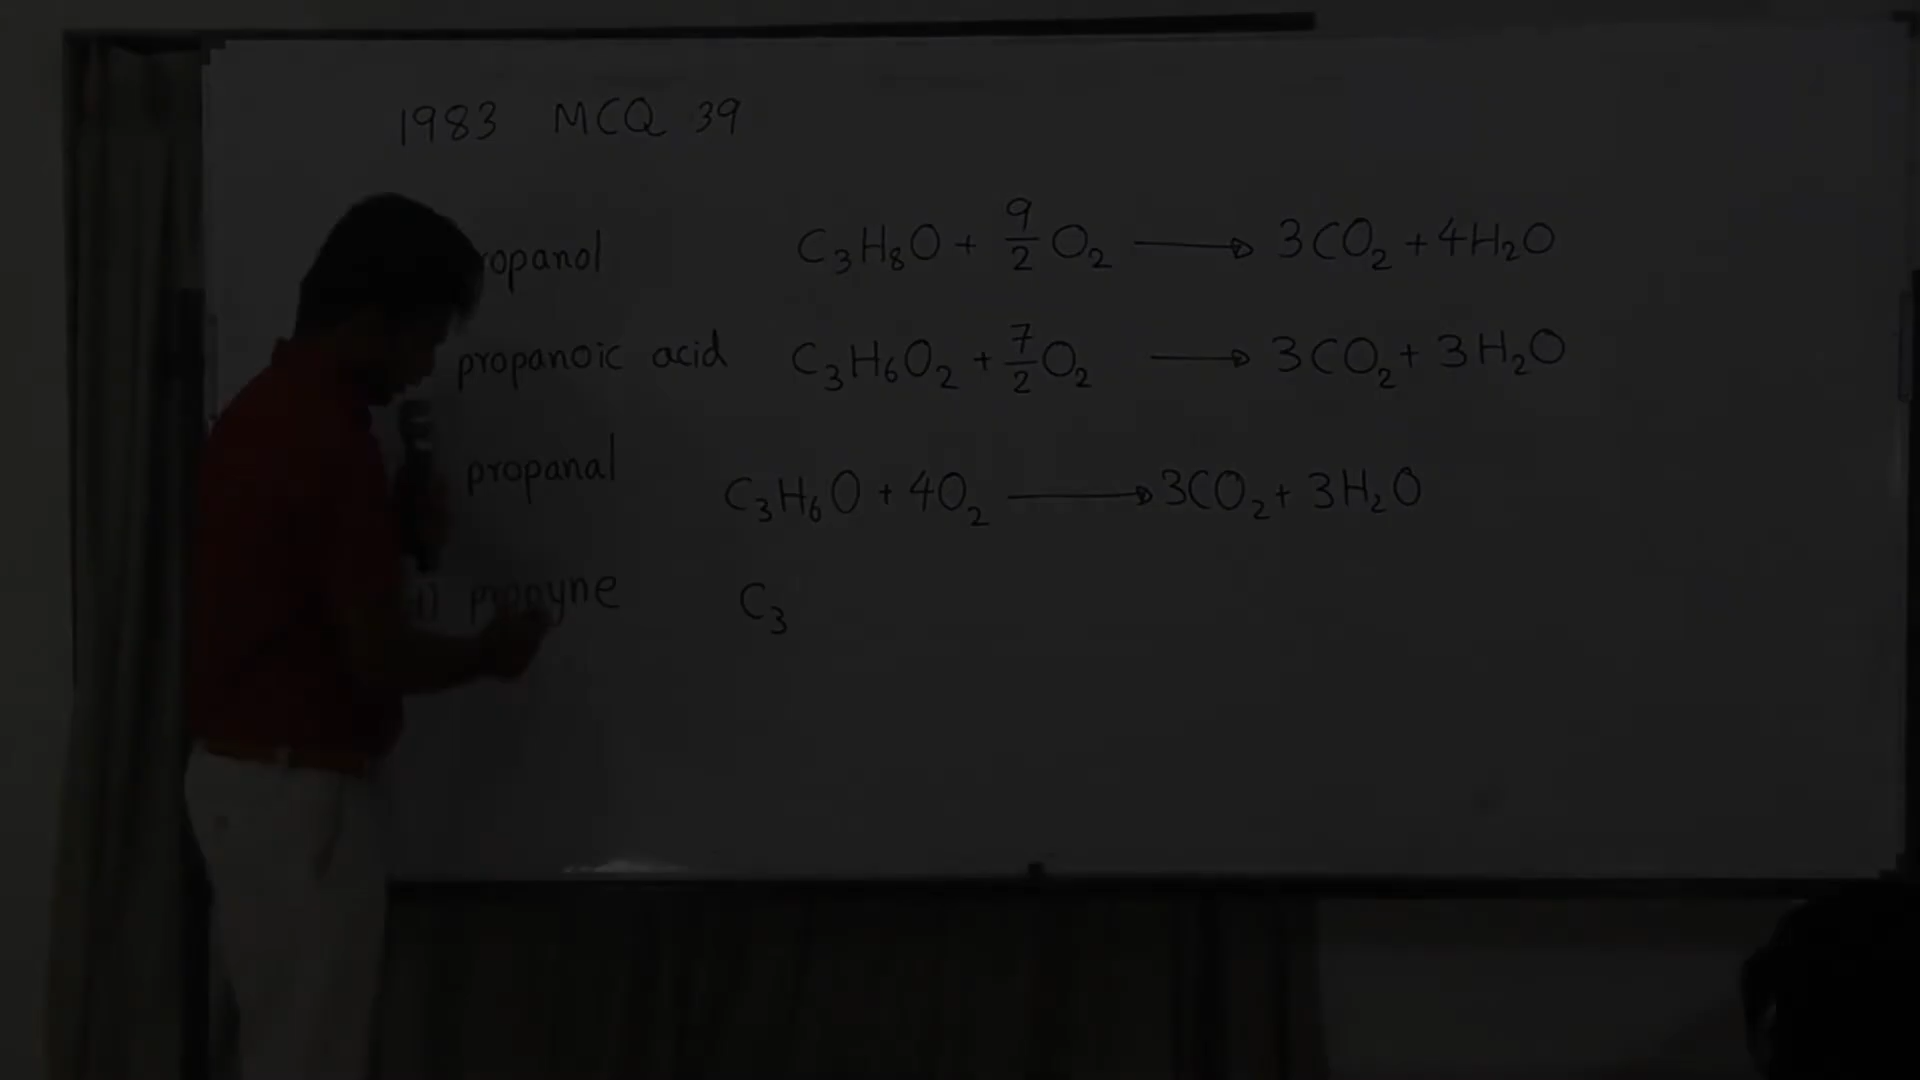 1983 MCQ 39
ropanol C₃H₈O + 9/2 O₂ → 3CO₂ + 4H₂O
propanoic acid C₃H₆O₂ + 7/2 O₂ → 3CO₂ + 3H₂O
propanal C₃H₆O + 4O₂ → 3CO₂ + 3H₂O
propyne C₃